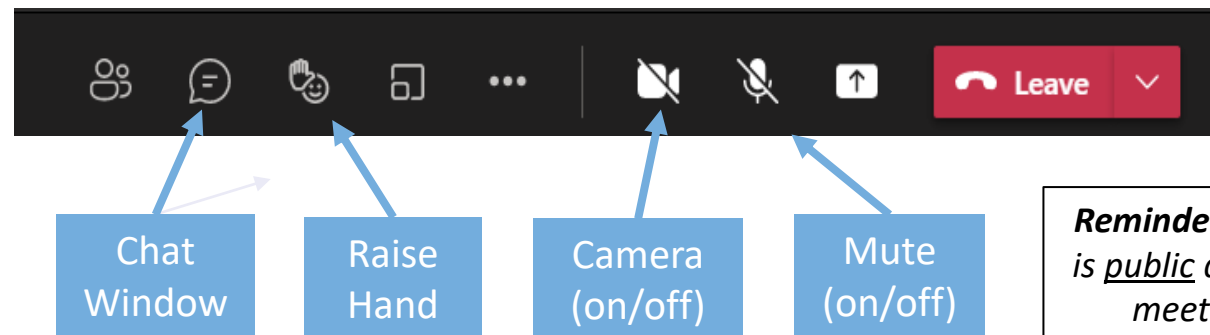 Leave
Chat
Window
Raise
Hand
Camera
(on/off)
Mute
(on/off)
Reminde
is public
meet